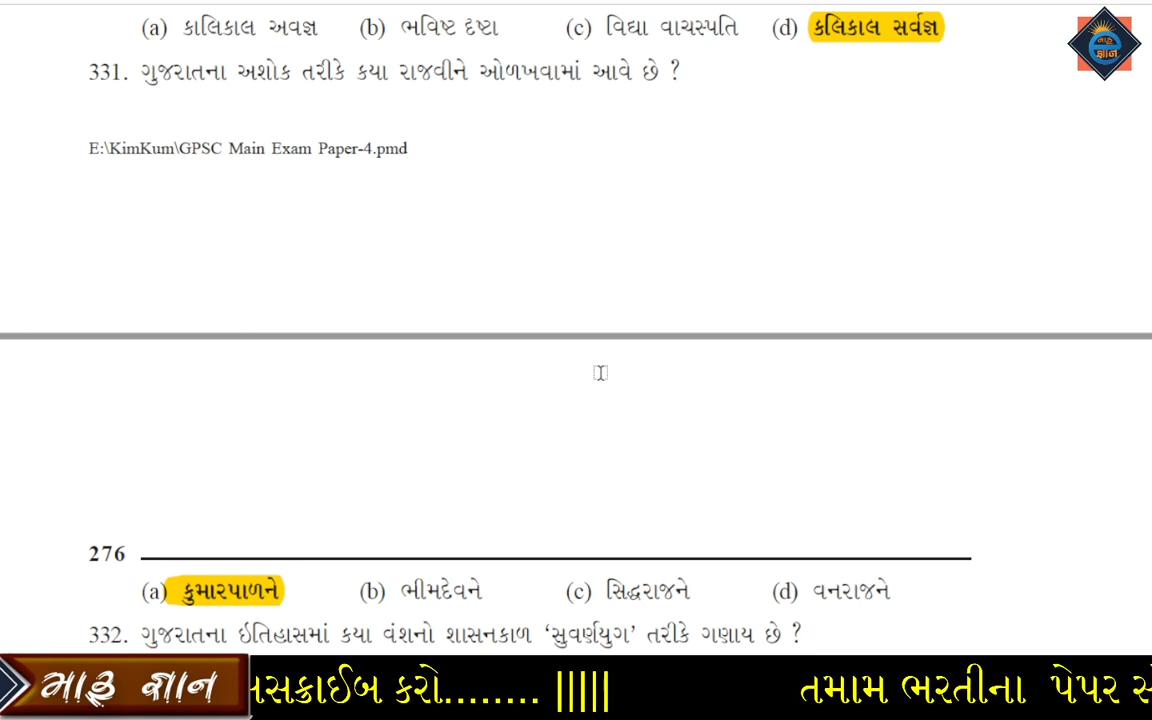 (a) કાલિકાલ અવજ્ઞ (b) ભવિષ્ટ દૃષ્ટા (c) વિદ્યા વાચસ્પતિ (d) કલિકાલ સર્વજ્ઞ
331. ગુજરાતના અશોક તરીકે કયા રાજવીને ઓળખવામાં આવે છે ?
E:\KimKum\GPSC Main Exam Paper-4.pmd
276
(a) કુમારપાળને (b) ભીમદેવને (c) સિદ્ધરાજને (d) વનરાજને
332. ગુજરાતના ઇતિહાસમાં કયા વંશનો શાસનકાળ ‘સુવર્ણયુગ’ તરીકે ગણાય છે ?
મારૂ જ્ઞાન
મારૂ જ્ઞાન સક્રાઈબ કરો........ ||||| તમામ ભરતીના પેપર